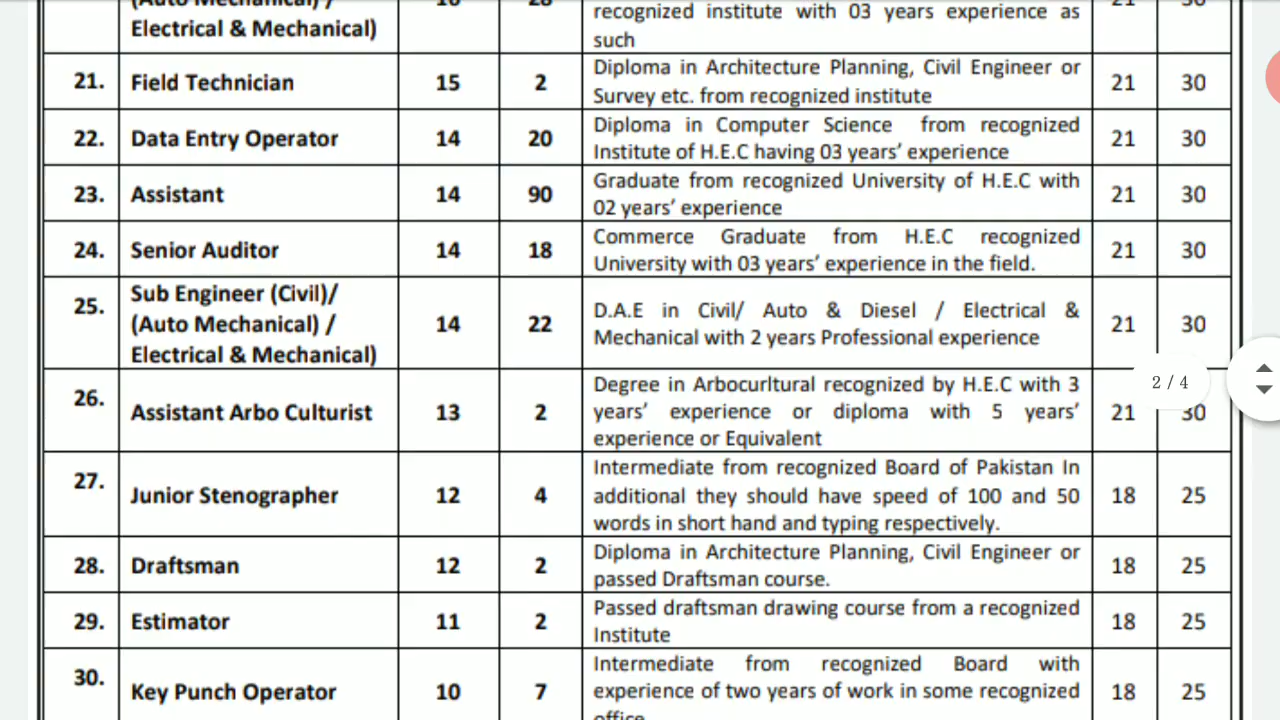 (Auto Mechanical) /
Electrical & Mechanical)
16
28
recognized institute with 03 years experience as
such
21
30
21.
Field Technician
15
2
Diploma in Architecture Planning, Civil Engineer or
Survey etc. from recognized institute
21
30
22.
Data Entry Operator
14
20
Diploma in Computer Science from recognized
Institute of H.E.C having 03 years' experience
21
30
23.
Assistant
14
90
Graduate from recognized University of H.E.C with
02 years' experience
21
30
24.
Senior Auditor
14
18
Commerce Graduate from H.E.C recognized
University with 03 years' experience in the field.
21
30
25.
Sub Engineer (Civil)/
(Auto Mechanical) /
Electrical & Mechanical)
14
22
D.A.E in Civil/ Auto & Diesel / Electrical &
Mechanical with 2 years Professional experience
21
30
2 / 4
26.
Assistant Arbo Culturist
13
2
Degree in Arbocurltural recognized by H.E.C with 3
years' experience or diploma with 5 years'
experience or Equivalent
21
30
27.
Junior Stenographer
12
4
Intermediate from recognized Board of Pakistan In
additional they should have speed of 100 and 50
words in short hand and typing respectively.
18
25
28.
Draftsman
12
2
Diploma in Architecture Planning, Civil Engineer or
passed Draftsman course.
18
25
29.
Estimator
11
2
Passed draftsman drawing course from a recognized
Institute
18
25
30.
Key Punch Operator
10
7
Intermediate from recognized Board with
experience of two years of work in some recognized
office
18
25